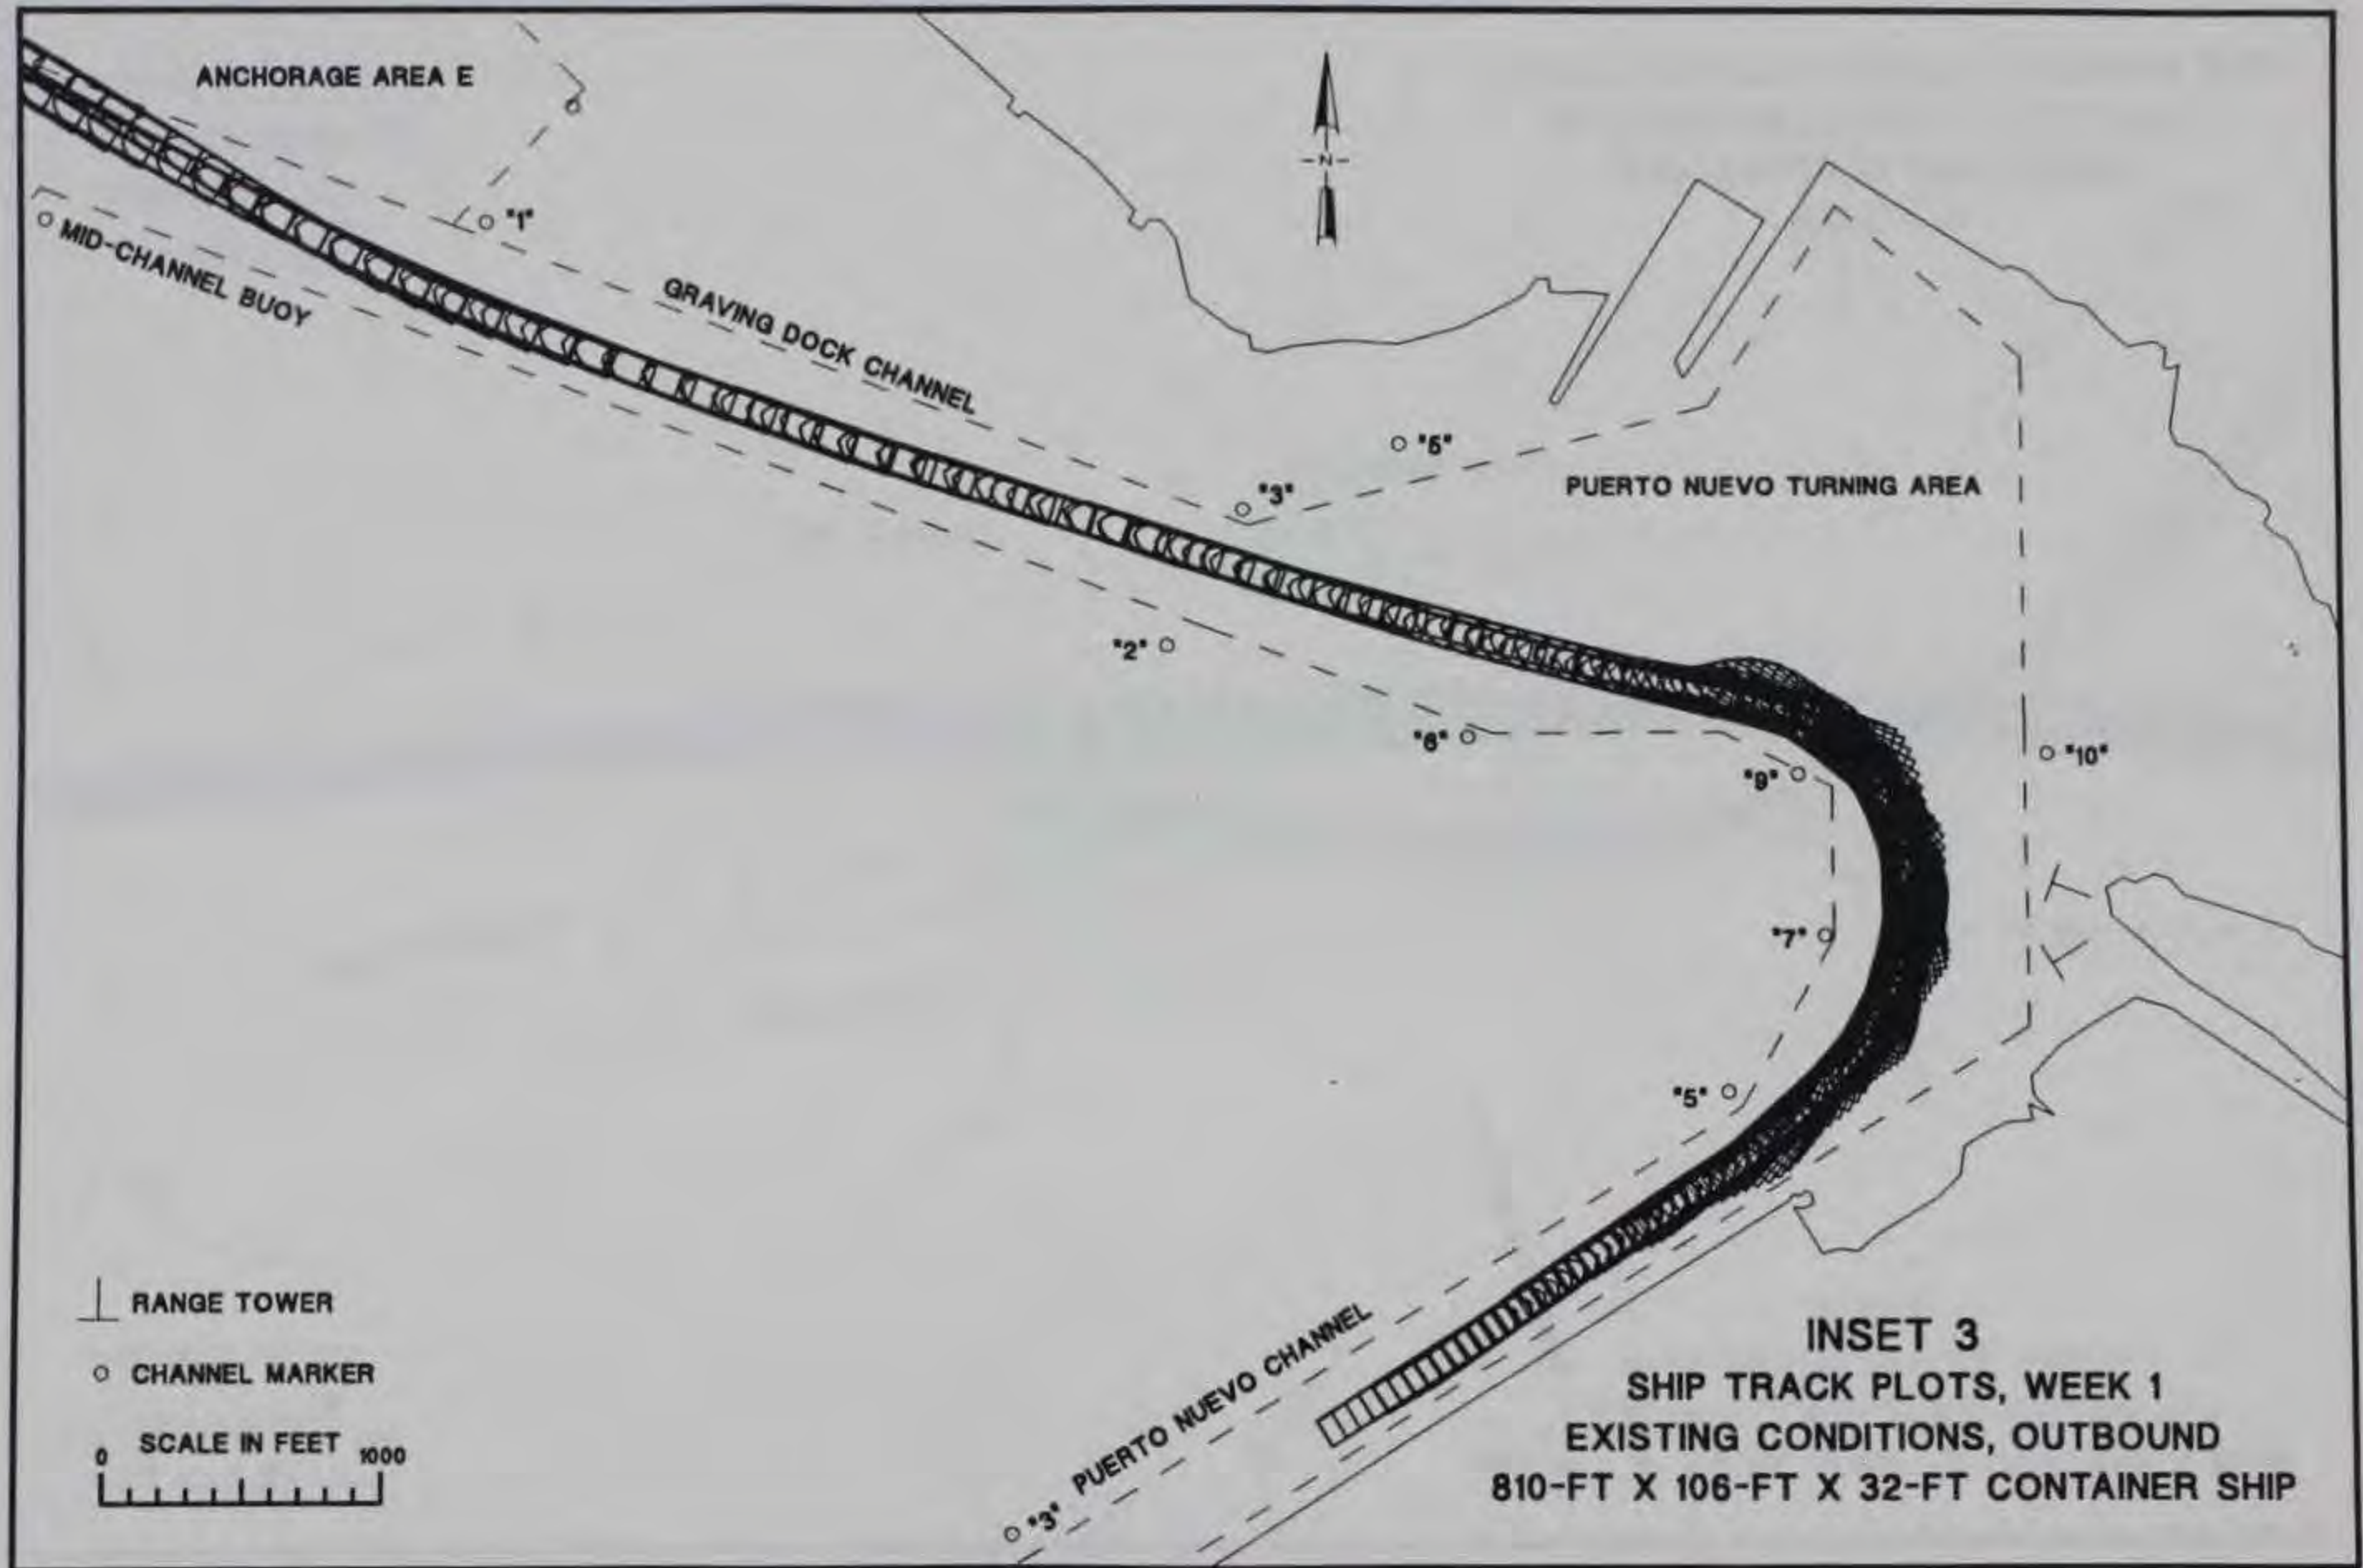 ANCHORAGE AREA E
"1"
MID-CHANNEL BUOY
GRAVING DOCK CHANNEL
-N-
"5"
"3"
PUERTO NUEVO TURNING AREA
"2"
"6"
"9"
"10"
"7"
"5"
PUERTO NUEVO CHANNEL
"3"
RANGE TOWER
CHANNEL MARKER
SCALE IN FEET
0 1000
INSET 3
SHIP TRACK PLOTS, WEEK 1
EXISTING CONDITIONS, OUTBOUND
810-FT X 106-FT X 32-FT CONTAINER SHIP